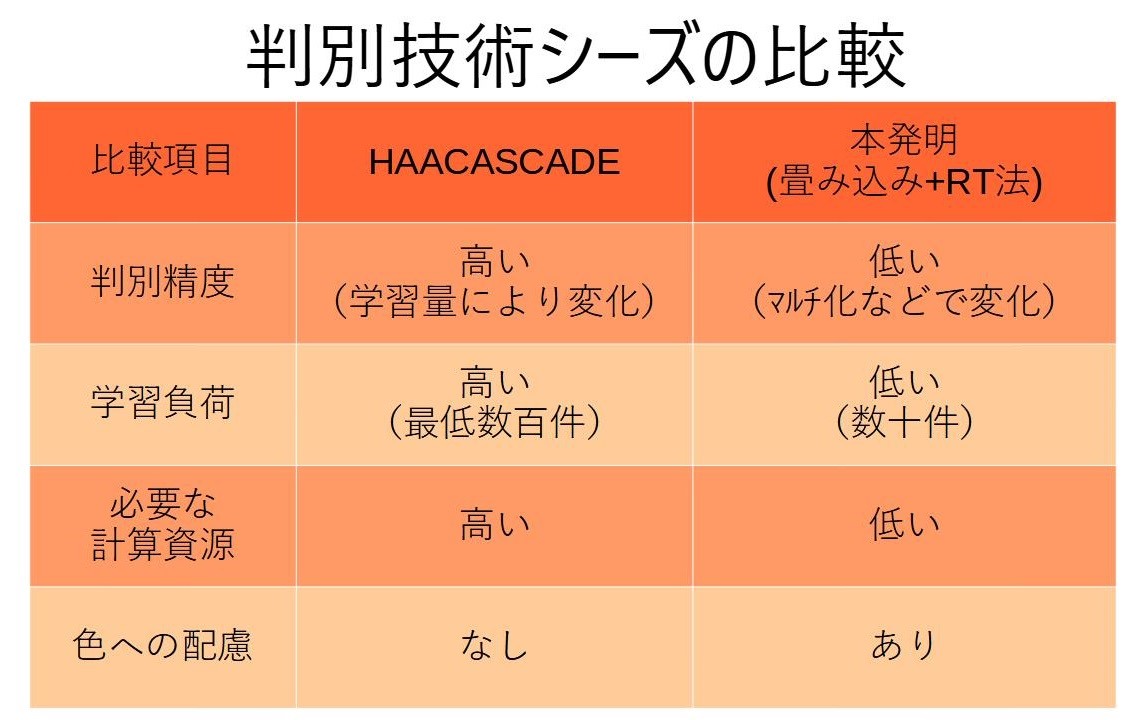 判別技術シーズの比較
比較項目
HAACASCADE
本発明
(畳み込み+RT法)
判別精度
高い
（学習量により変化）
低い
（ﾏﾙﾁ化などで変化）
学習負荷
高い
（最低数百件）
低い
（数十件）
必要な
計算資源
高い
低い
色への配慮
なし
あり